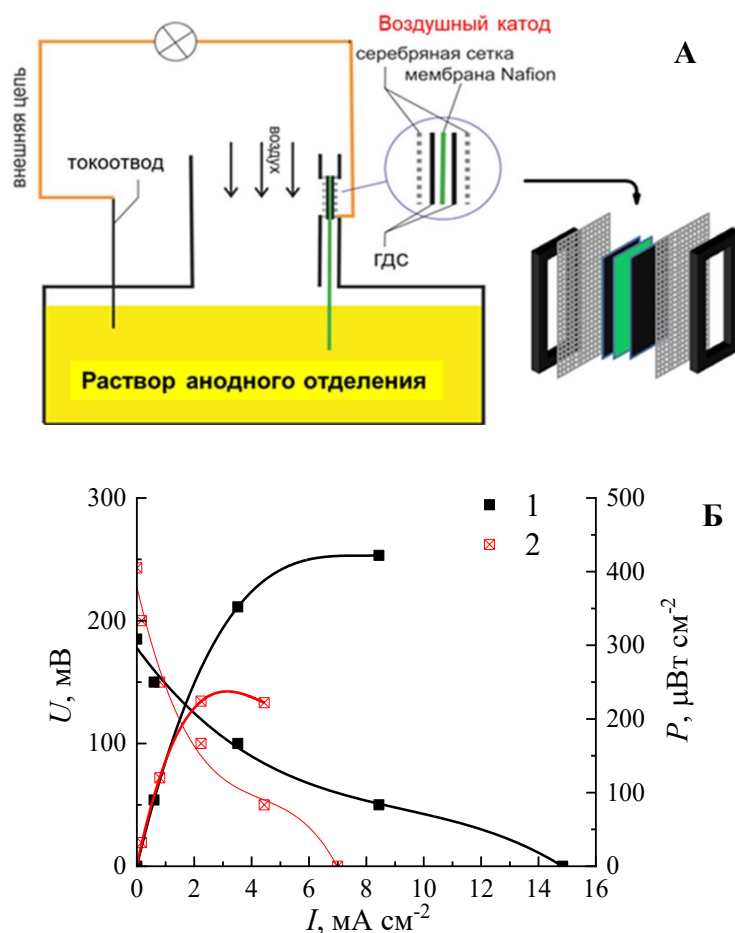 Воздушный катод
серебряная сетка
мембрана Nafion
А
внешняя цепь
токоотвод
воздух
ГДС
Раствор анодного отделения
Б
300
200
100
0
U, мВ
1
2
500
400
300
200
100
0
P, µВт см-2
0 2 4 6 8 10 12 14 16
I, мА см-2